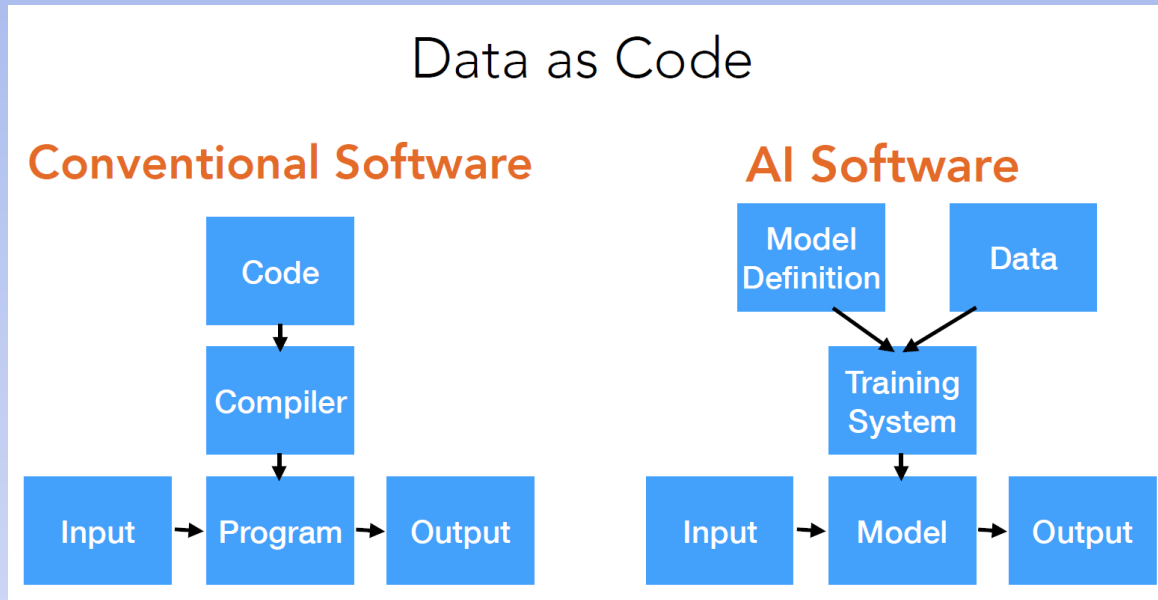 Data as Code
Conventional Software
Code
Compiler
Input
Program
Output
AI Software
Model
Definition
Data
Training
System
Input
Model
Output